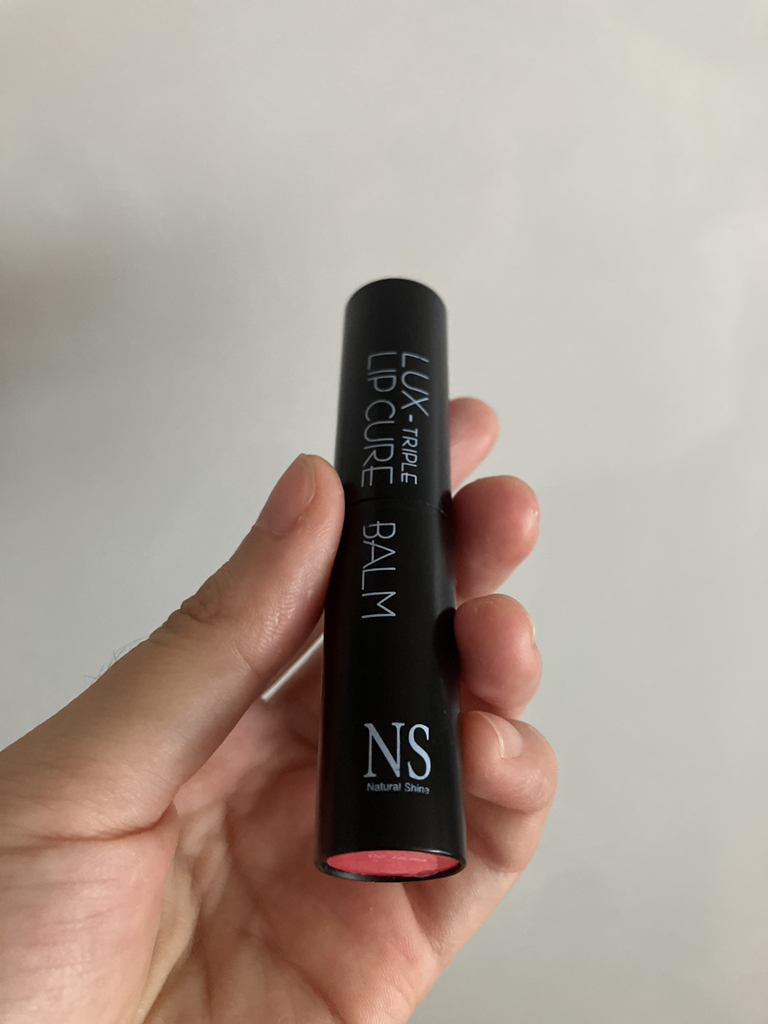 LUX-TRIPLE
LIP CURE BALM
NS
Natural Shine